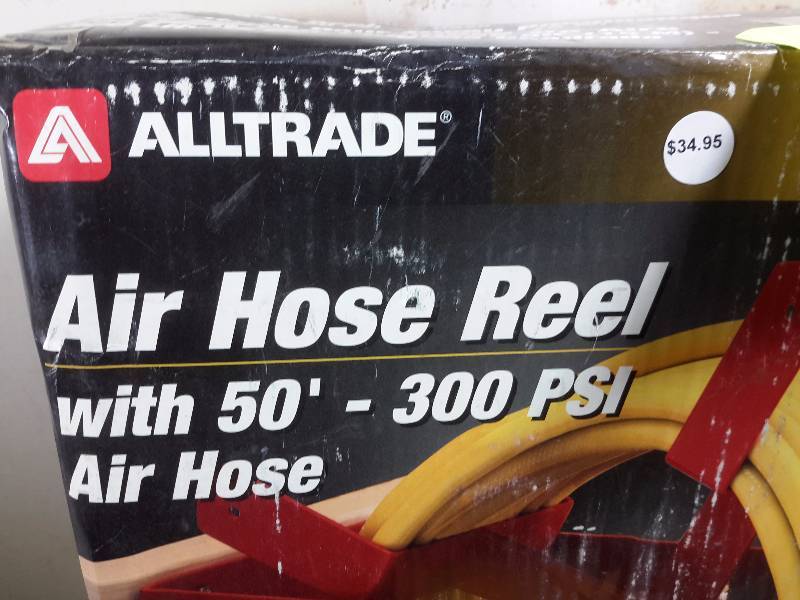 ALLTRADE®
$34.95
Air Hose Reel
with 50' - 300 PSI
Air Hose